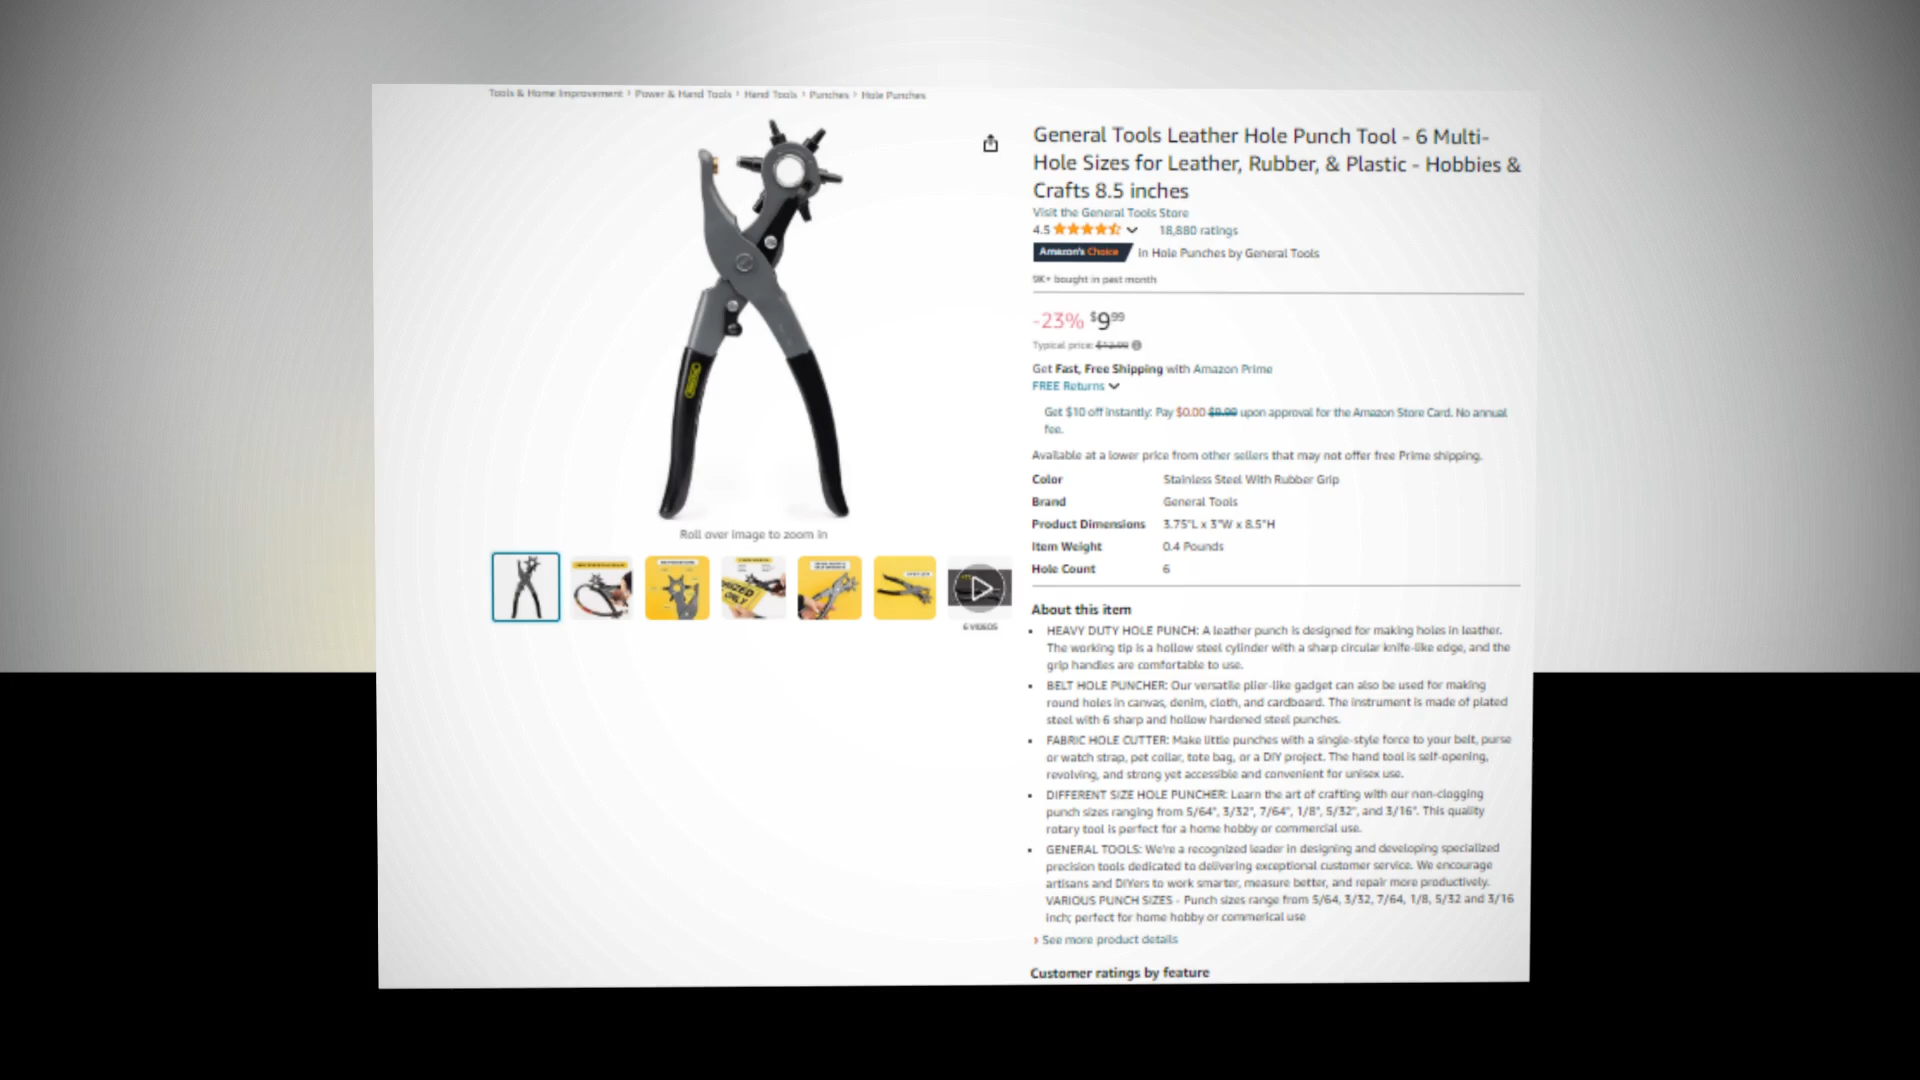 Tools & Home Improvement › Power & Hand Tools › Hand Tools › Punches › Hole Punches
General Tools Leather Hole Punch Tool - 6 Multi-
Hole Sizes for Leather, Rubber, & Plastic - Hobbies &
Crafts 8.5 inches
Visit the General Tools Store
4.5 18,880 ratings
Amazon's Choice In Hole Punches by General Tools
9K+ bought in past month
-23% $9.99
Typical price:
Get Fast, Free Shipping with Amazon Prime
FREE Returns
Get $10 off instantly: Pay $0.00 $9.99 upon approval for the Amazon Store Card. No annual
fee.
Available at a lower price from other sellers that may not offer free Prime shipping.
Color Stainless Steel With Rubber Grip
Brand General Tools
Product Dimensions 3.75"L x 3"W x 8.5"H
Item Weight 0.4 Pounds
Hole Count 6
About this item
HEAVY DUTY HOLE PUNCH: A leather punch is designed for making holes in leather.
The working tip is a hollow steel cylinder with a sharp circular knife-like edge, and the
grip handles are comfortable to use.
BELT HOLE PUNCHER: Our versatile plier-like gadget can also be used for making
round holes in canvas, denim, cloth, and cardboard. The instrument is made of plated
steel with 6 sharp and hollow hardened steel punches.
FABRIC HOLE CUTTER: Make little punches with a single-style force to your belt, purse
or watch strap, pet collar, tote bag, or a DIY project. The hand tool is self-opening,
revolving, and strong yet accessible and convenient for unisex use.
DIFFERENT SIZE HOLE PUNCHER: Learn the art of crafting with our non-clogging
punch sizes ranging from 5/64", 3/32", 7/64", 1/8", 5/32", and 3/16". This quality
rotary tool is perfect for a home hobby or commercial use.
GENERAL TOOLS: We're a recognized leader in designing and developing specialized
precision tools dedicated to delivering exceptional customer service. We encourage
artisans and DIYers to work smarter, measure better, and repair more productively.
VARIOUS PUNCH SIZES - Punch sizes range from 5/64, 3/32, 7/64, 1/8, 5/32 and 3/16
inch; perfect for home hobby or commerical use
› See more product details
Customer ratings by feature
Roll over image to zoom in
ONLY
6 VIDEOS